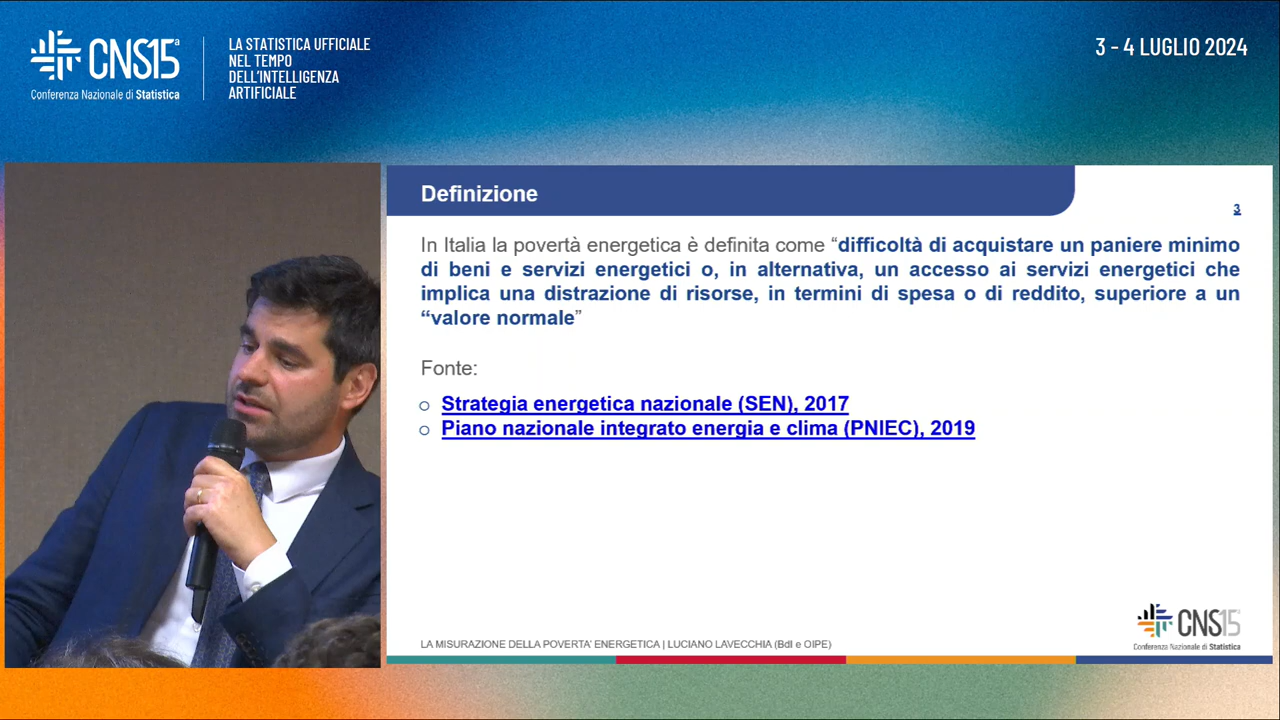 CNS15ª
Conferenza Nazionale di Statistica
LA STATISTICA UFFICIALE
NEL TEMPO
DELL'INTELLIGENZA
ARTIFICIALE
3 - 4 LUGLIO 2024
Definizione
3
In Italia la povertà energetica è definita come “difficoltà di acquistare un paniere minimo
di beni e servizi energetici o, in alternativa, un accesso ai servizi energetici che
implica una distrazione di risorse, in termini di spesa o di reddito, superiore a un
“valore normale”
Fonte:
○ Strategia energetica nazionale (SEN), 2017
○ Piano nazionale integrato energia e clima (PNIEC), 2019
LA MISURAZIONE DELLA POVERTA' ENERGETICA | LUCIANO LAVECCHIA (BdI e OIPE)
CNS15ª
Conferenza Nazionale di Statistica